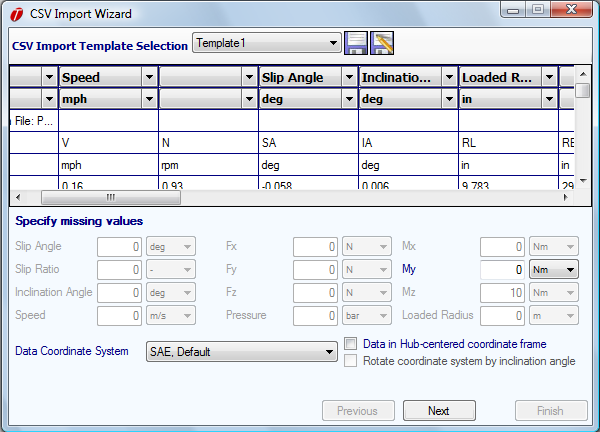 CSV Import Wizard
CSV Import Template Selection Template1
Speed Slip Angle Inclinatio... Loaded R...
mph deg deg in
File: P...
V N SA IA RL RE
mph rpm deg deg in in
0.16 0.93 -0.058 0.006 9.783 29
Specify missing values
Slip Angle 0 deg Fx 0 N Mx 0 Nm
Slip Ratio 0 - Fy 0 N My 0 Nm
Inclination Angle 0 deg Fz 0 N Mz 10 Nm
Speed 0 m/s Pressure 0 bar Loaded Radius 0 m
Data Coordinate System SAE, Default Data in Hub-centered coordinate frame
Rotate coordinate system by inclination angle
Previous Next Finish